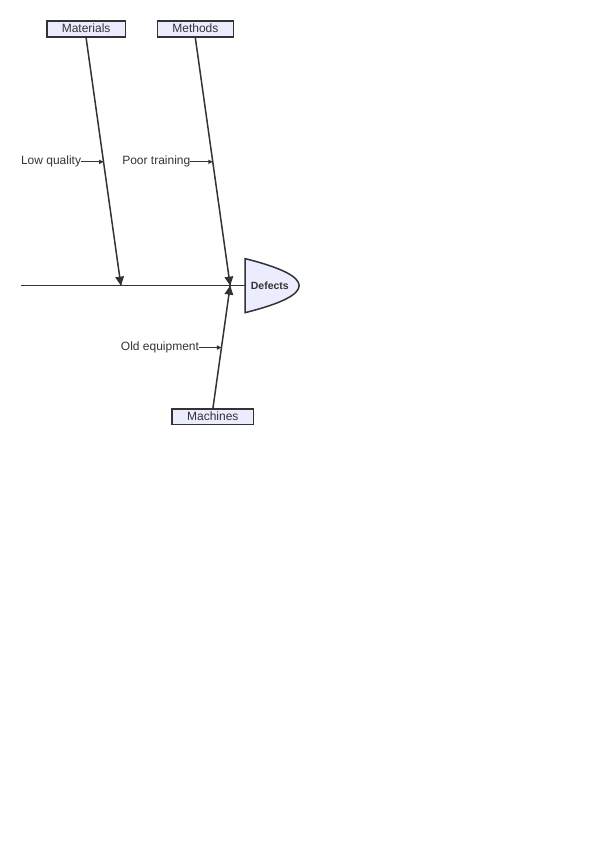 Materials
Methods
Low quality
Poor training
Defects
Old equipment
Machines